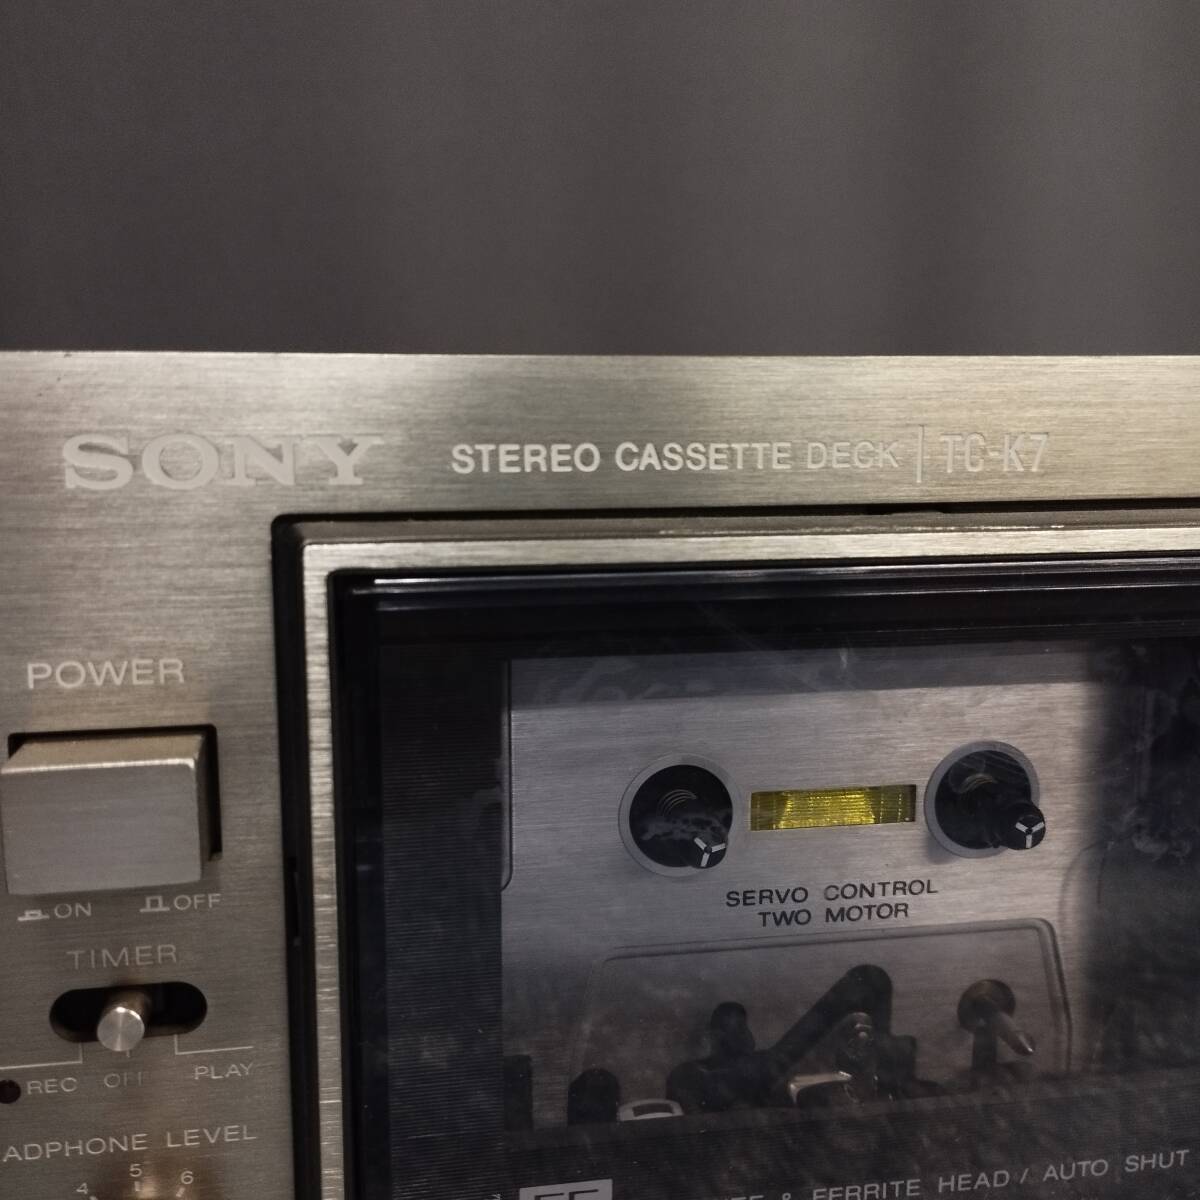 SONY STEREO CASSETTE DECK | TC-K7
POWER
ON OFF
TIMER
REC OFF PLAY
ADPHONE LEVEL
4 5 6
SERVO CONTROL
TWO MOTOR
& FERRITE HEAD / AUTO SHUT